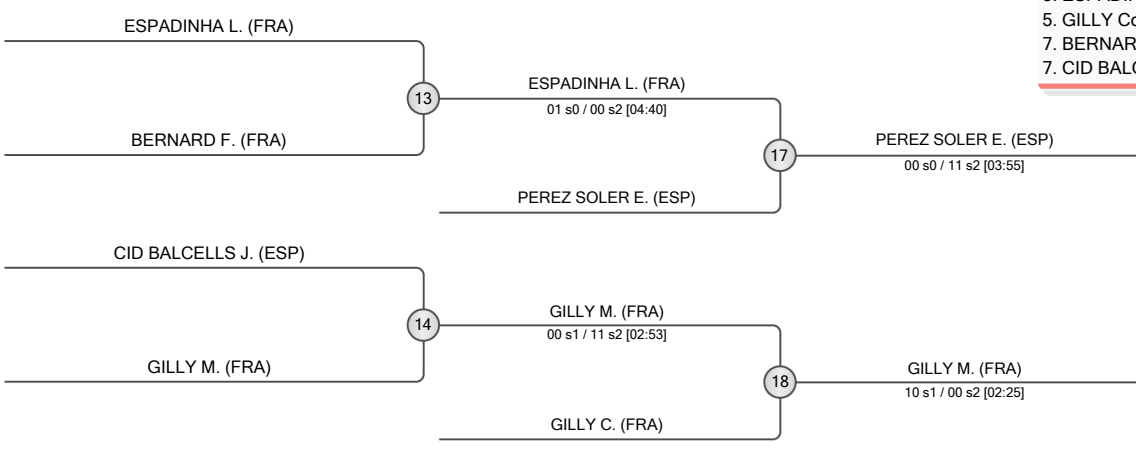 5. GILLY Co
7. BERNAR
7. CID BALC
ESPADINHA L. (FRA)
13
ESPADINHA L. (FRA)
01 s0 / 00 s2 [04:40]
BERNARD F. (FRA)
17
PEREZ SOLER E. (ESP)
00 s0 / 11 s2 [03:55]
PEREZ SOLER E. (ESP)
CID BALCELLS J. (ESP)
14
GILLY M. (FRA)
00 s1 / 11 s2 [02:53]
GILLY M. (FRA)
18
GILLY M. (FRA)
10 s1 / 00 s2 [02:25]
GILLY C. (FRA)